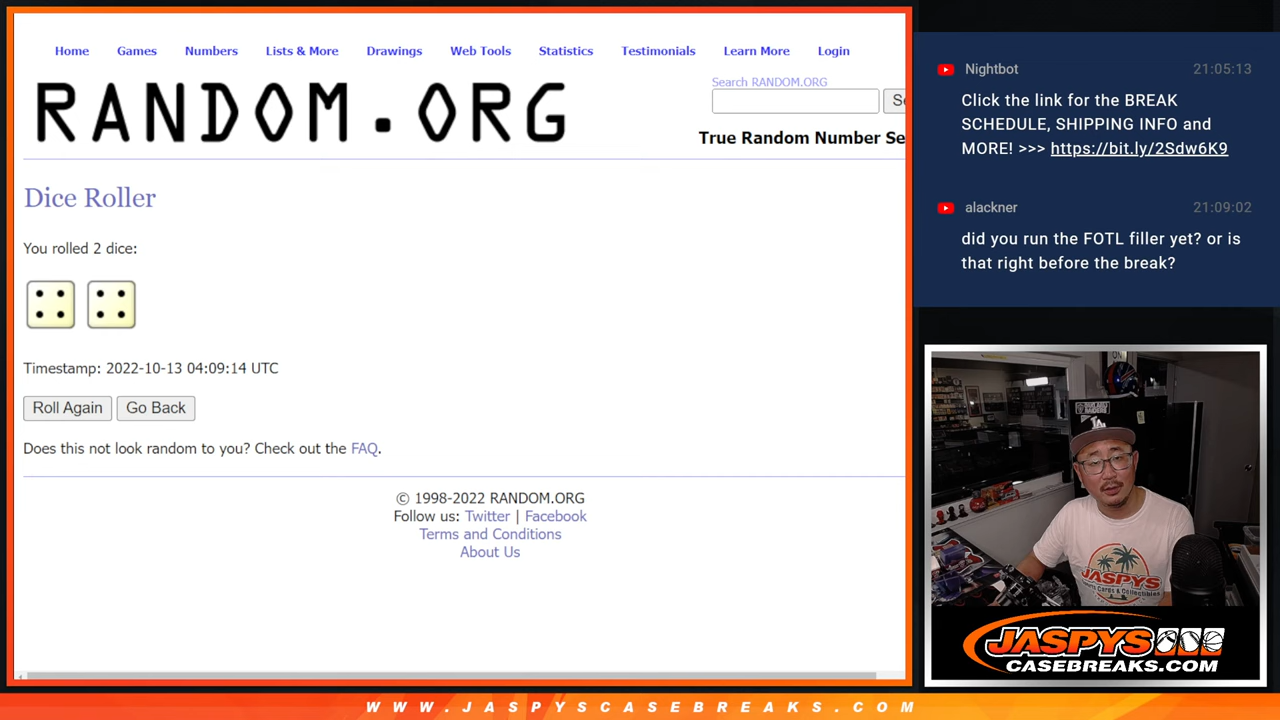 Home Games Numbers Lists & More Drawings Web Tools Statistics Testimonials Learn More Login
Search RANDOM.ORG
RANDOM.ORG
True Random Number Se
Dice Roller
You rolled 2 dice:
Timestamp: 2022-10-13 04:09:14 UTC
Roll Again Go Back
Does this not look random to you? Check out the FAQ.
© 1998-2022 RANDOM.ORG
Follow us: Twitter | Facebook
Terms and Conditions
About Us
Nightbot 21:05:13
Click the link for the BREAK
SCHEDULE, SHIPPING INFO and
MORE! >>> https://bit.ly/2Sdw6K9
alackner 21:09:02
did you run the FOTL filler yet? or is
that right before the break?
ON
LA
JASPYS
JASPYS
CASEBREAKS.COM
WWW.JASPYSCASEBREAKS.COM